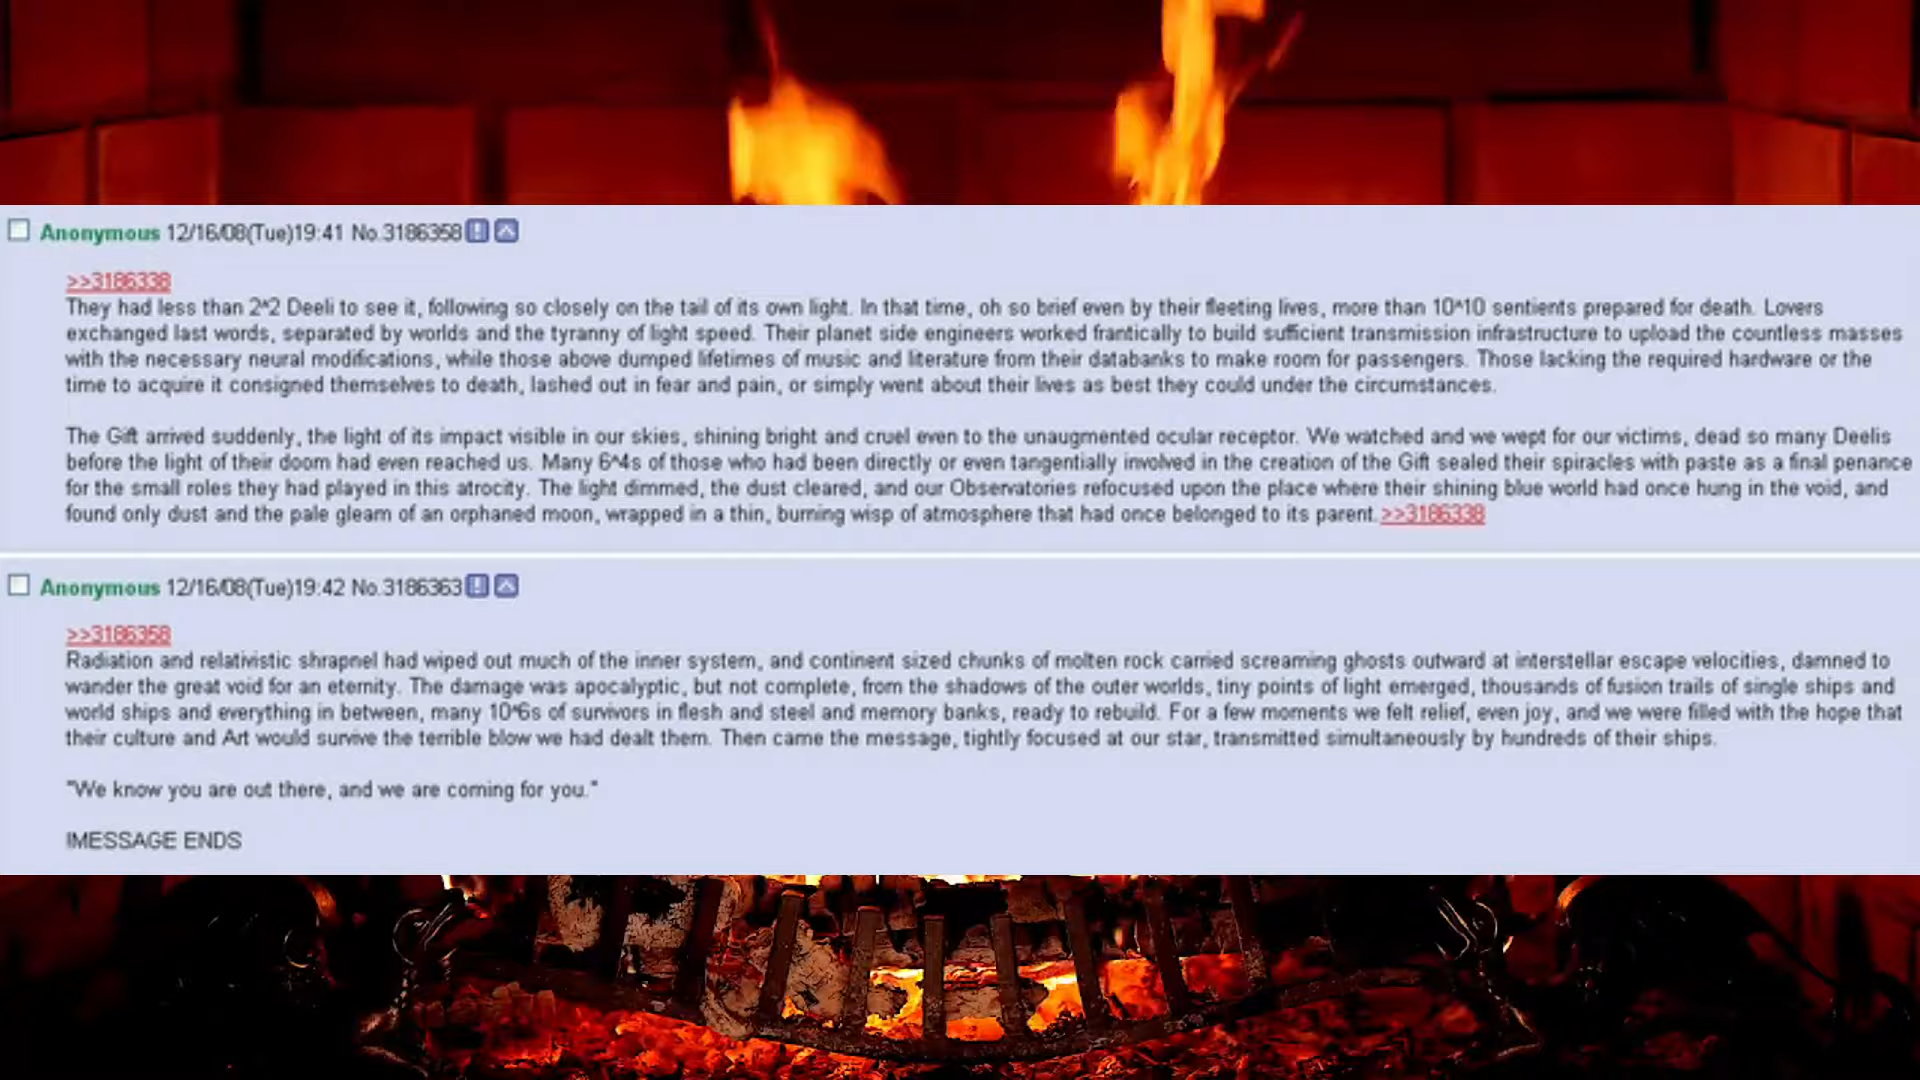 Anonymous 12/16/08(Tue)19:41 No.3186358
>>3186338
They had less than 2^2 Deeli to see it, following so closely on the tail of its own light. In that time, oh so brief even by their fleeting lives, more than 10^10 sentients prepared for death. Lovers
exchanged last words, separated by worlds and the tyranny of light speed. Their planet side engineers worked frantically to build sufficient transmission infrastructure to upload the countless masses
with the necessary neural modifications, while those above dumped lifetimes of music and literature from their databanks to make room for passengers. Those lacking the required hardware or the
time to acquire it consigned themselves to death, lashed out in fear and pain, or simply went about their lives as best they could under the circumstances.
The Gift arrived suddenly, the light of its impact visible in our skies, shining bright and cruel even to the unaugmented ocular receptor. We watched and we wept for our victims, dead so many Deelis
before the light of their doom had even reached us. Many 6^4s of those who had been directly or even tangentially involved in the creation of the Gift sealed their spiracles with paste as a final penance
for the small roles they had played in this atrocity. The light dimmed, the dust cleared, and our Observatories refocused upon the place where their shining blue world had once hung in the void, and
found only dust and the pale gleam of an orphaned moon, wrapped in a thin, burning wisp of atmosphere that had once belonged to its parent.>>3186338
Anonymous 12/16/08(Tue)19:42 No.3186363
>>3186358
Radiation and relativistic shrapnel had wiped out much of the inner system, and continent sized chunks of molten rock carried screaming ghosts outward at interstellar escape velocities, damned to
wander the great void for an eternity. The damage was apocalyptic, but not complete, from the shadows of the outer worlds, tiny points of light emerged, thousands of fusion trails of single ships and
world ships and everything in between, many 10^6s of survivors in flesh and steel and memory banks, ready to rebuild. For a few moments we felt relief, even joy, and we were filled with the hope that
their culture and Art would survive the terrible blow we had dealt them. Then came the message, tightly focused at our star, transmitted simultaneously by hundreds of their ships.
"We know you are out there, and we are coming for you."
!MESSAGE ENDS